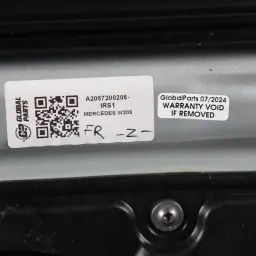 GLOBAL
PARTS
A2057200205-
IRS1
MERCEDES W205
FR -Z-
GlobalParts 07/2024
WARRANTY VOID
IF REMOVED